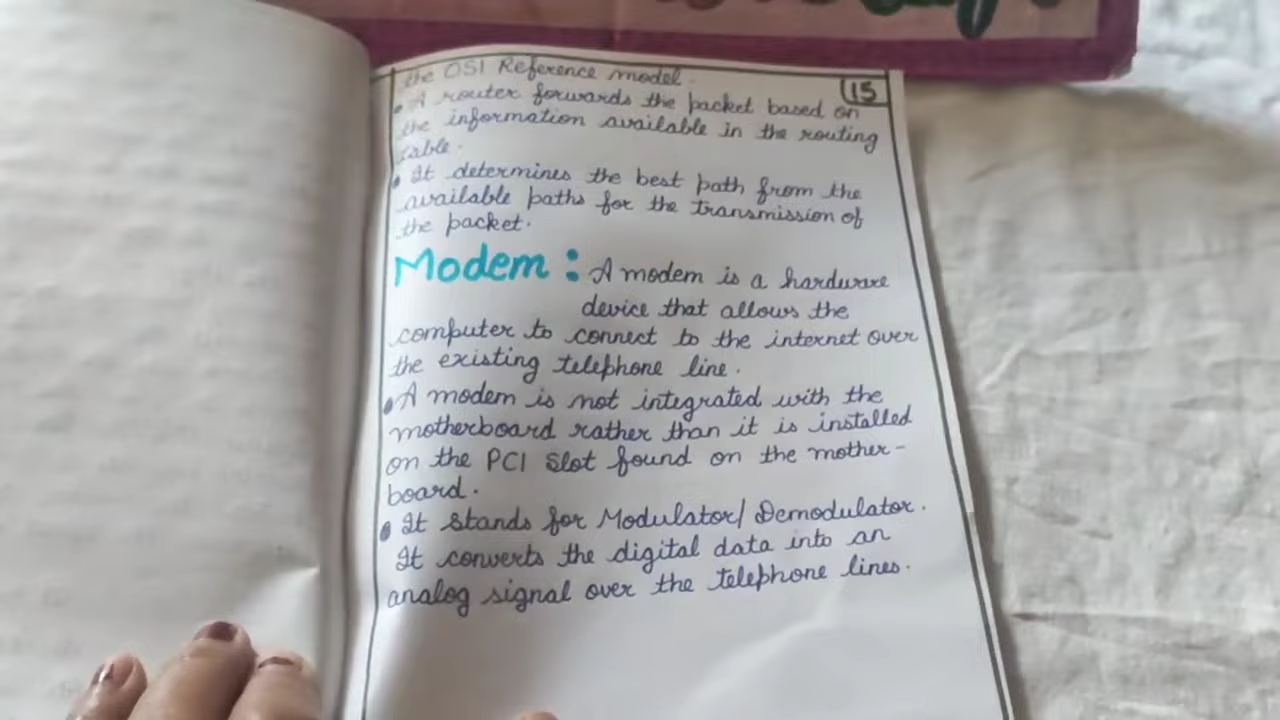 15
the OSI Reference model.
• A router forwards the packet based on
the information available in the routing
table.
• It determines the best path from the
available paths for the transmission of
the packet.
Modem : A modem is a hardware
device that allows the
computer to connect to the internet over
the existing telephone line.
• A modem is not integrated with the
motherboard rather than it is installed
on the PCI slot found on the mother-
board.
• It stands for Modulator/ Demodulator.
It converts the digital data into an
analog signal over the telephone lines.